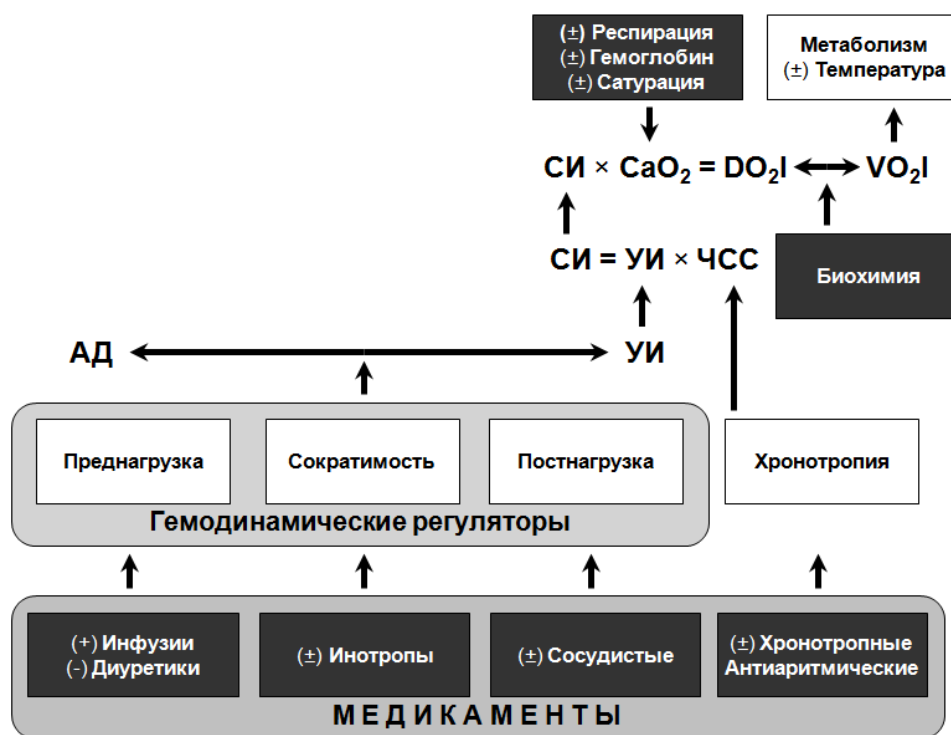 (±) Респирация
(±) Гемоглобин
(±) Сатурация
Метаболизм
(±) Температура
СИ × CaO₂ = DO₂I
VO₂I
СИ = УИ × ЧСС
Биохимия
АД
УИ
Преднагрузка
Сократимость
Постнагрузка
Хронотропия
Гемодинамические регуляторы
(+) Инфузии
(-) Диуретики
(±) Инотропы
(±) Сосудистые
(±) Хронотропные
Антиаритмические
МЕДИКАМЕНТЫ